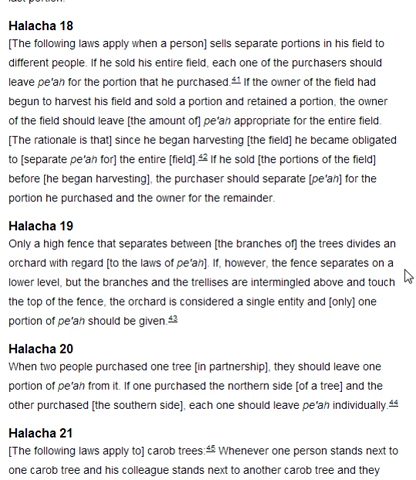 last portion.
Halacha 18
[The following laws apply when a person] sells separate portions in his field to
different people. If he sold his entire field, each one of the purchasers should
leave pe'ah for the portion that he purchased.41 If the owner of the field had
begun to harvest his field and sold a portion and retained a portion, the owner
of the field should leave [the amount of] pe'ah appropriate for the entire field.
[The rationale is that] since he began harvesting [the field] he became obligated
to [separate pe'ah for] the entire [field].42 If he sold [the portions of the field]
before [he began harvesting], the purchaser should separate [pe'ah] for the
portion he purchased and the owner for the remainder.
Halacha 19
Only a high fence that separates between [the branches of] the trees divides an
orchard with regard [to the laws of pe'ah]. If, however, the fence separates on a
lower level, but the branches and the trellises are intermingled above and touch
the top of the fence, the orchard is considered a single entity and [only] one
portion of pe'ah should be given.43
Halacha 20
When two people purchased one tree [in partnership], they should leave one
portion of pe'ah from it. If one purchased the northern side [of a tree] and the
other purchased [the southern side], each one should leave pe'ah individually.44
Halacha 21
[The following laws apply to] carob trees:45 Whenever one person stands next to
one carob tree and his colleague stands next to another carob tree and they